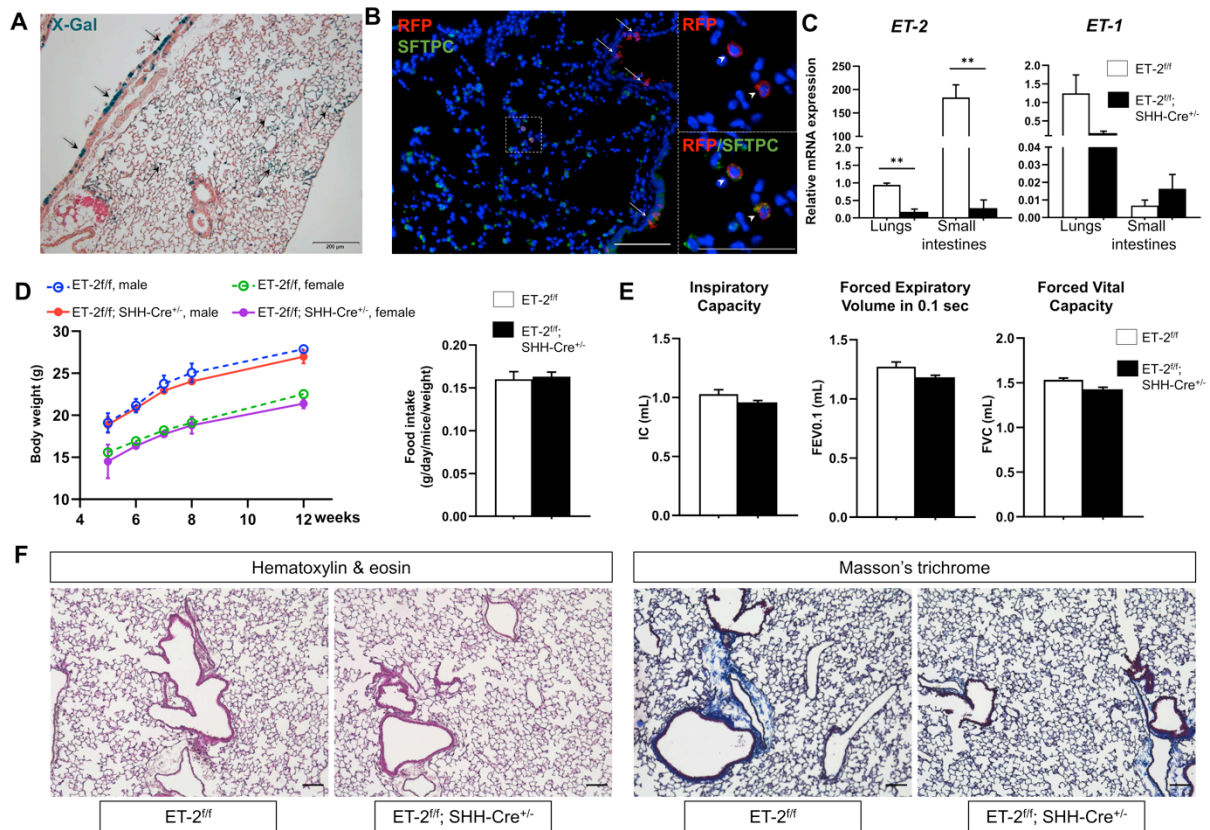 A
X-Gal
200 µm
B
RFP
SFTPC
RFP
RFP/SFTPC
C
ET-2
ET-1
Relative mRNA expression
250
200
150
100
50
1.5
1.0
0.5
0.0
**
**
Lungs
Small
intestines
2.0
1.5
1.0
0.5
0.04
0.03
0.02
0.01
0.00
Lungs
Small
intestines
ET-2f/f
ET-2f/f;
SHH-Cre+/-
D
ET-2f/f, male
ET-2f/f, female
ET-2f/f; SHH-Cre+/-, male
ET-2f/f; SHH-Cre+/-, female
Body weight (g)
30
25
20
15
10
4
6
8
10
12
weeks
ET-2f/f
ET-2f/f;
SHH-Cre+/-
Food intake
(g/day/mice/weight)
0.20
0.15
0.10
0.05
0.00
E
Inspiratory
Capacity
IC (mL)
1.5
1.0
0.5
0.0
Forced Expiratory
Volume in 0.1 sec
FEV0.1 (mL)
1.5
1.0
0.5
0.0
Forced Vital
Capacity
FVC (mL)
2.0
1.5
1.0
0.5
0.0
ET-2f/f
ET-2f/f;
SHH-Cre+/-
F
Hematoxylin & eosin
Masson's trichrome
ET-2f/f
ET-2f/f; SHH-Cre+/-
ET-2f/f
ET-2f/f; SHH-Cre+/-